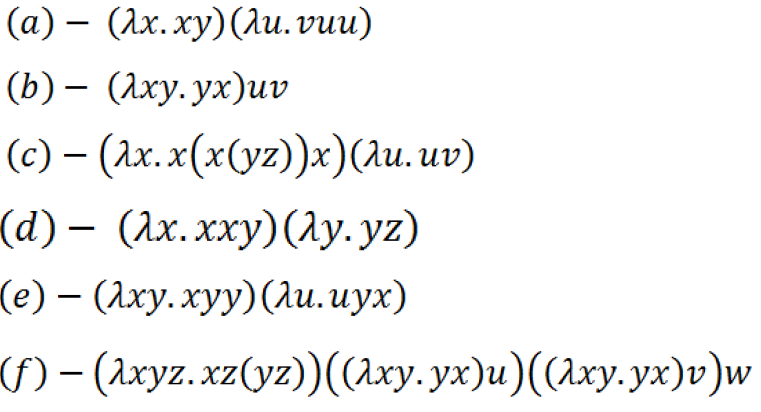 (a) − (λx. xy)(λu. vuu)
(b) − (λxy. yx)uv
(c) − (λx. x(x(yz))x)(λu. uv)
(d) − (λx. xxy)(λy. yz)
(e) − (λxy. xyy)(λu. uyx)
(f) − (λxyz. xz(yz))((λxy. yx)u)((λxy. yx)v)w